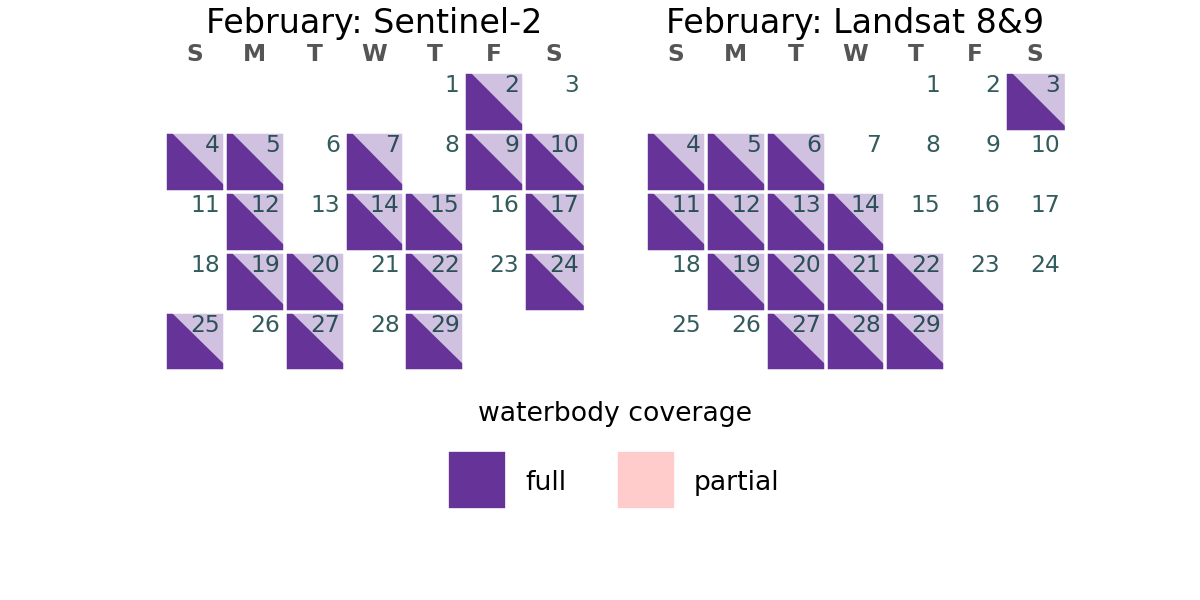 February: Sentinel-2
S M T W T F S
1 2 3
4 5 6 7 8 9 10
11 12 13 14 15 16 17
18 19 20 21 22 23 24
25 26 27 28 29
February: Landsat 8&9
S M T W T F S
1 2 3
4 5 6 7 8 9 10
11 12 13 14 15 16 17
18 19 20 21 22 23 24
25 26 27 28 29
waterbody coverage
full partial